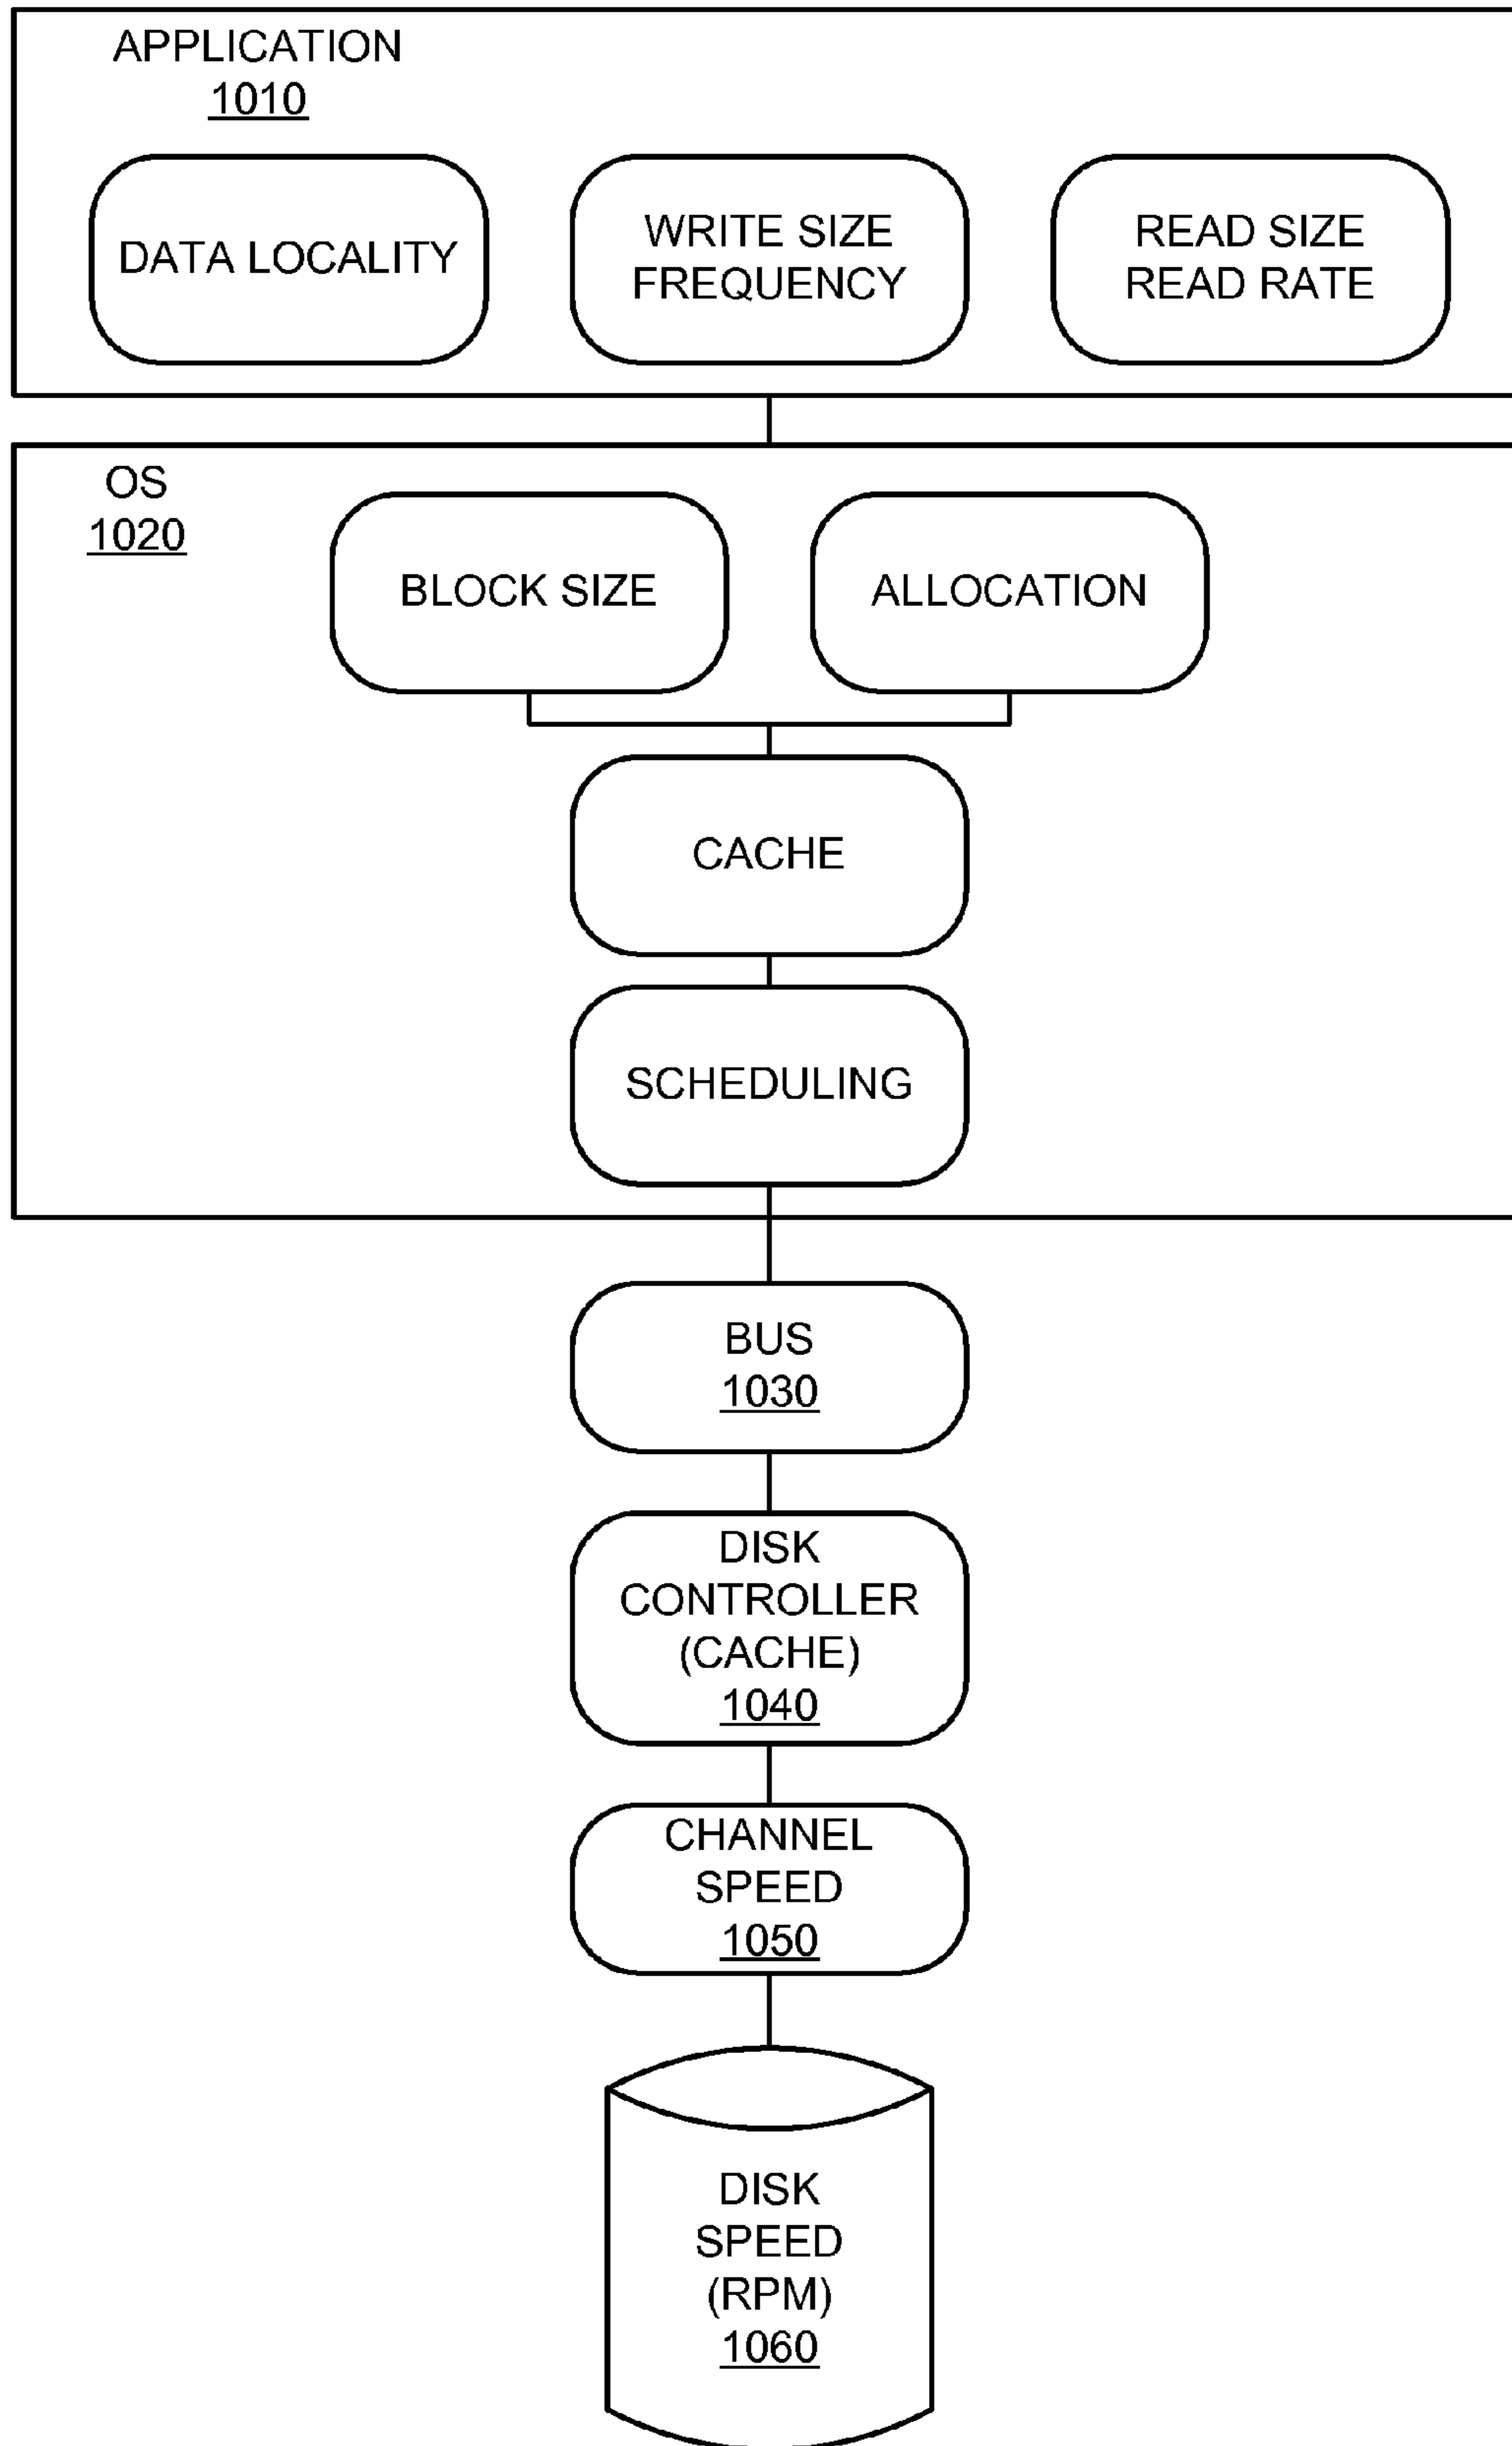 APPLICATION
1010
DATA LOCALITY
WRITE SIZE
FREQUENCY
READ SIZE
READ RATE
OS
1020
BLOCK SIZE
ALLOCATION
CACHE
SCHEDULING
BUS
1030
DISK
CONTROLLER
(CACHE)
1040
CHANNEL
SPEED
1050
DISK
SPEED
(RPM)
1060